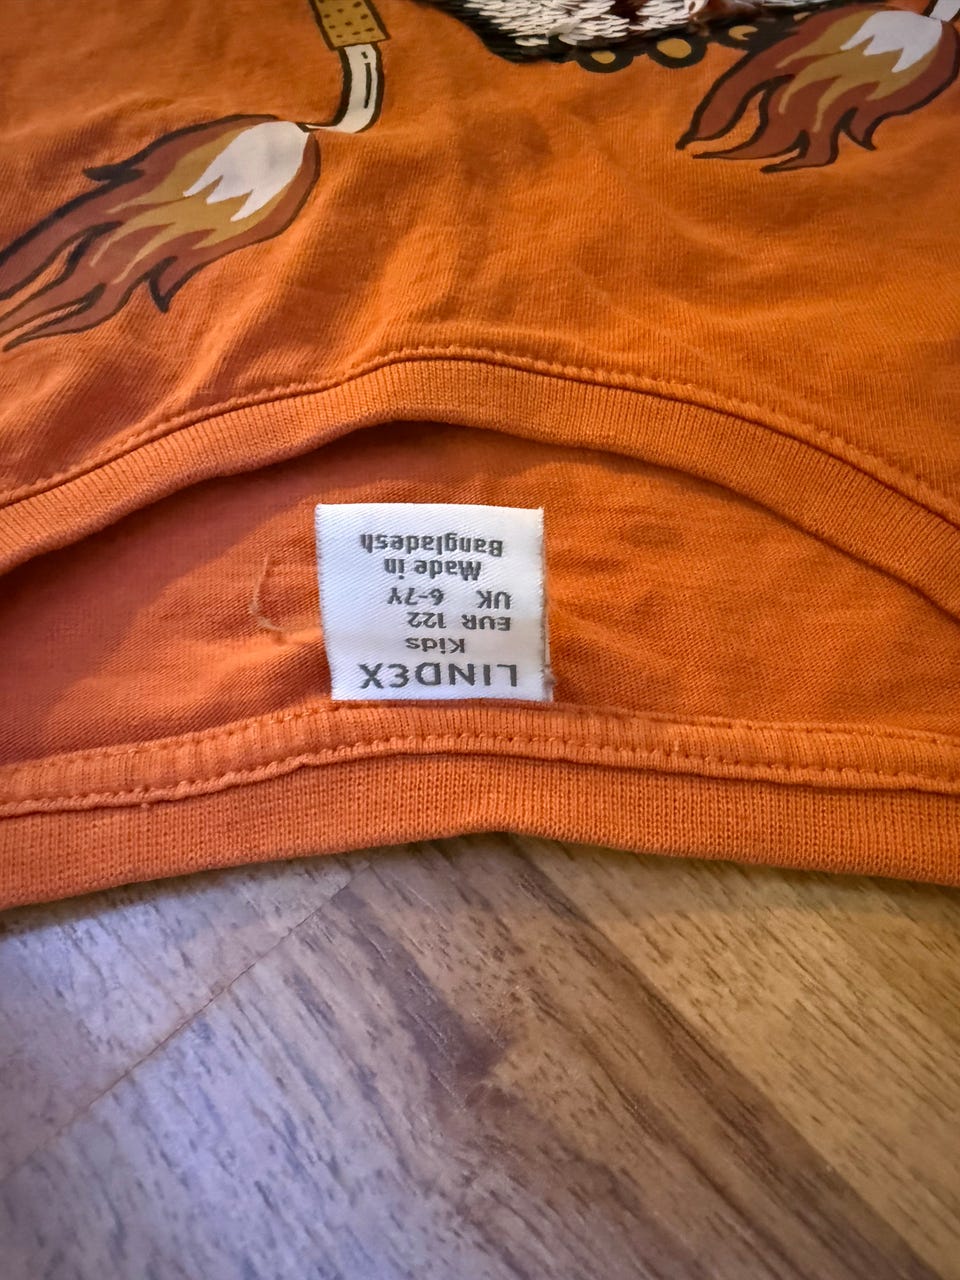 LINDEX
Kids
EUR 122
UK 6-7Y
Made in
Bangladesh